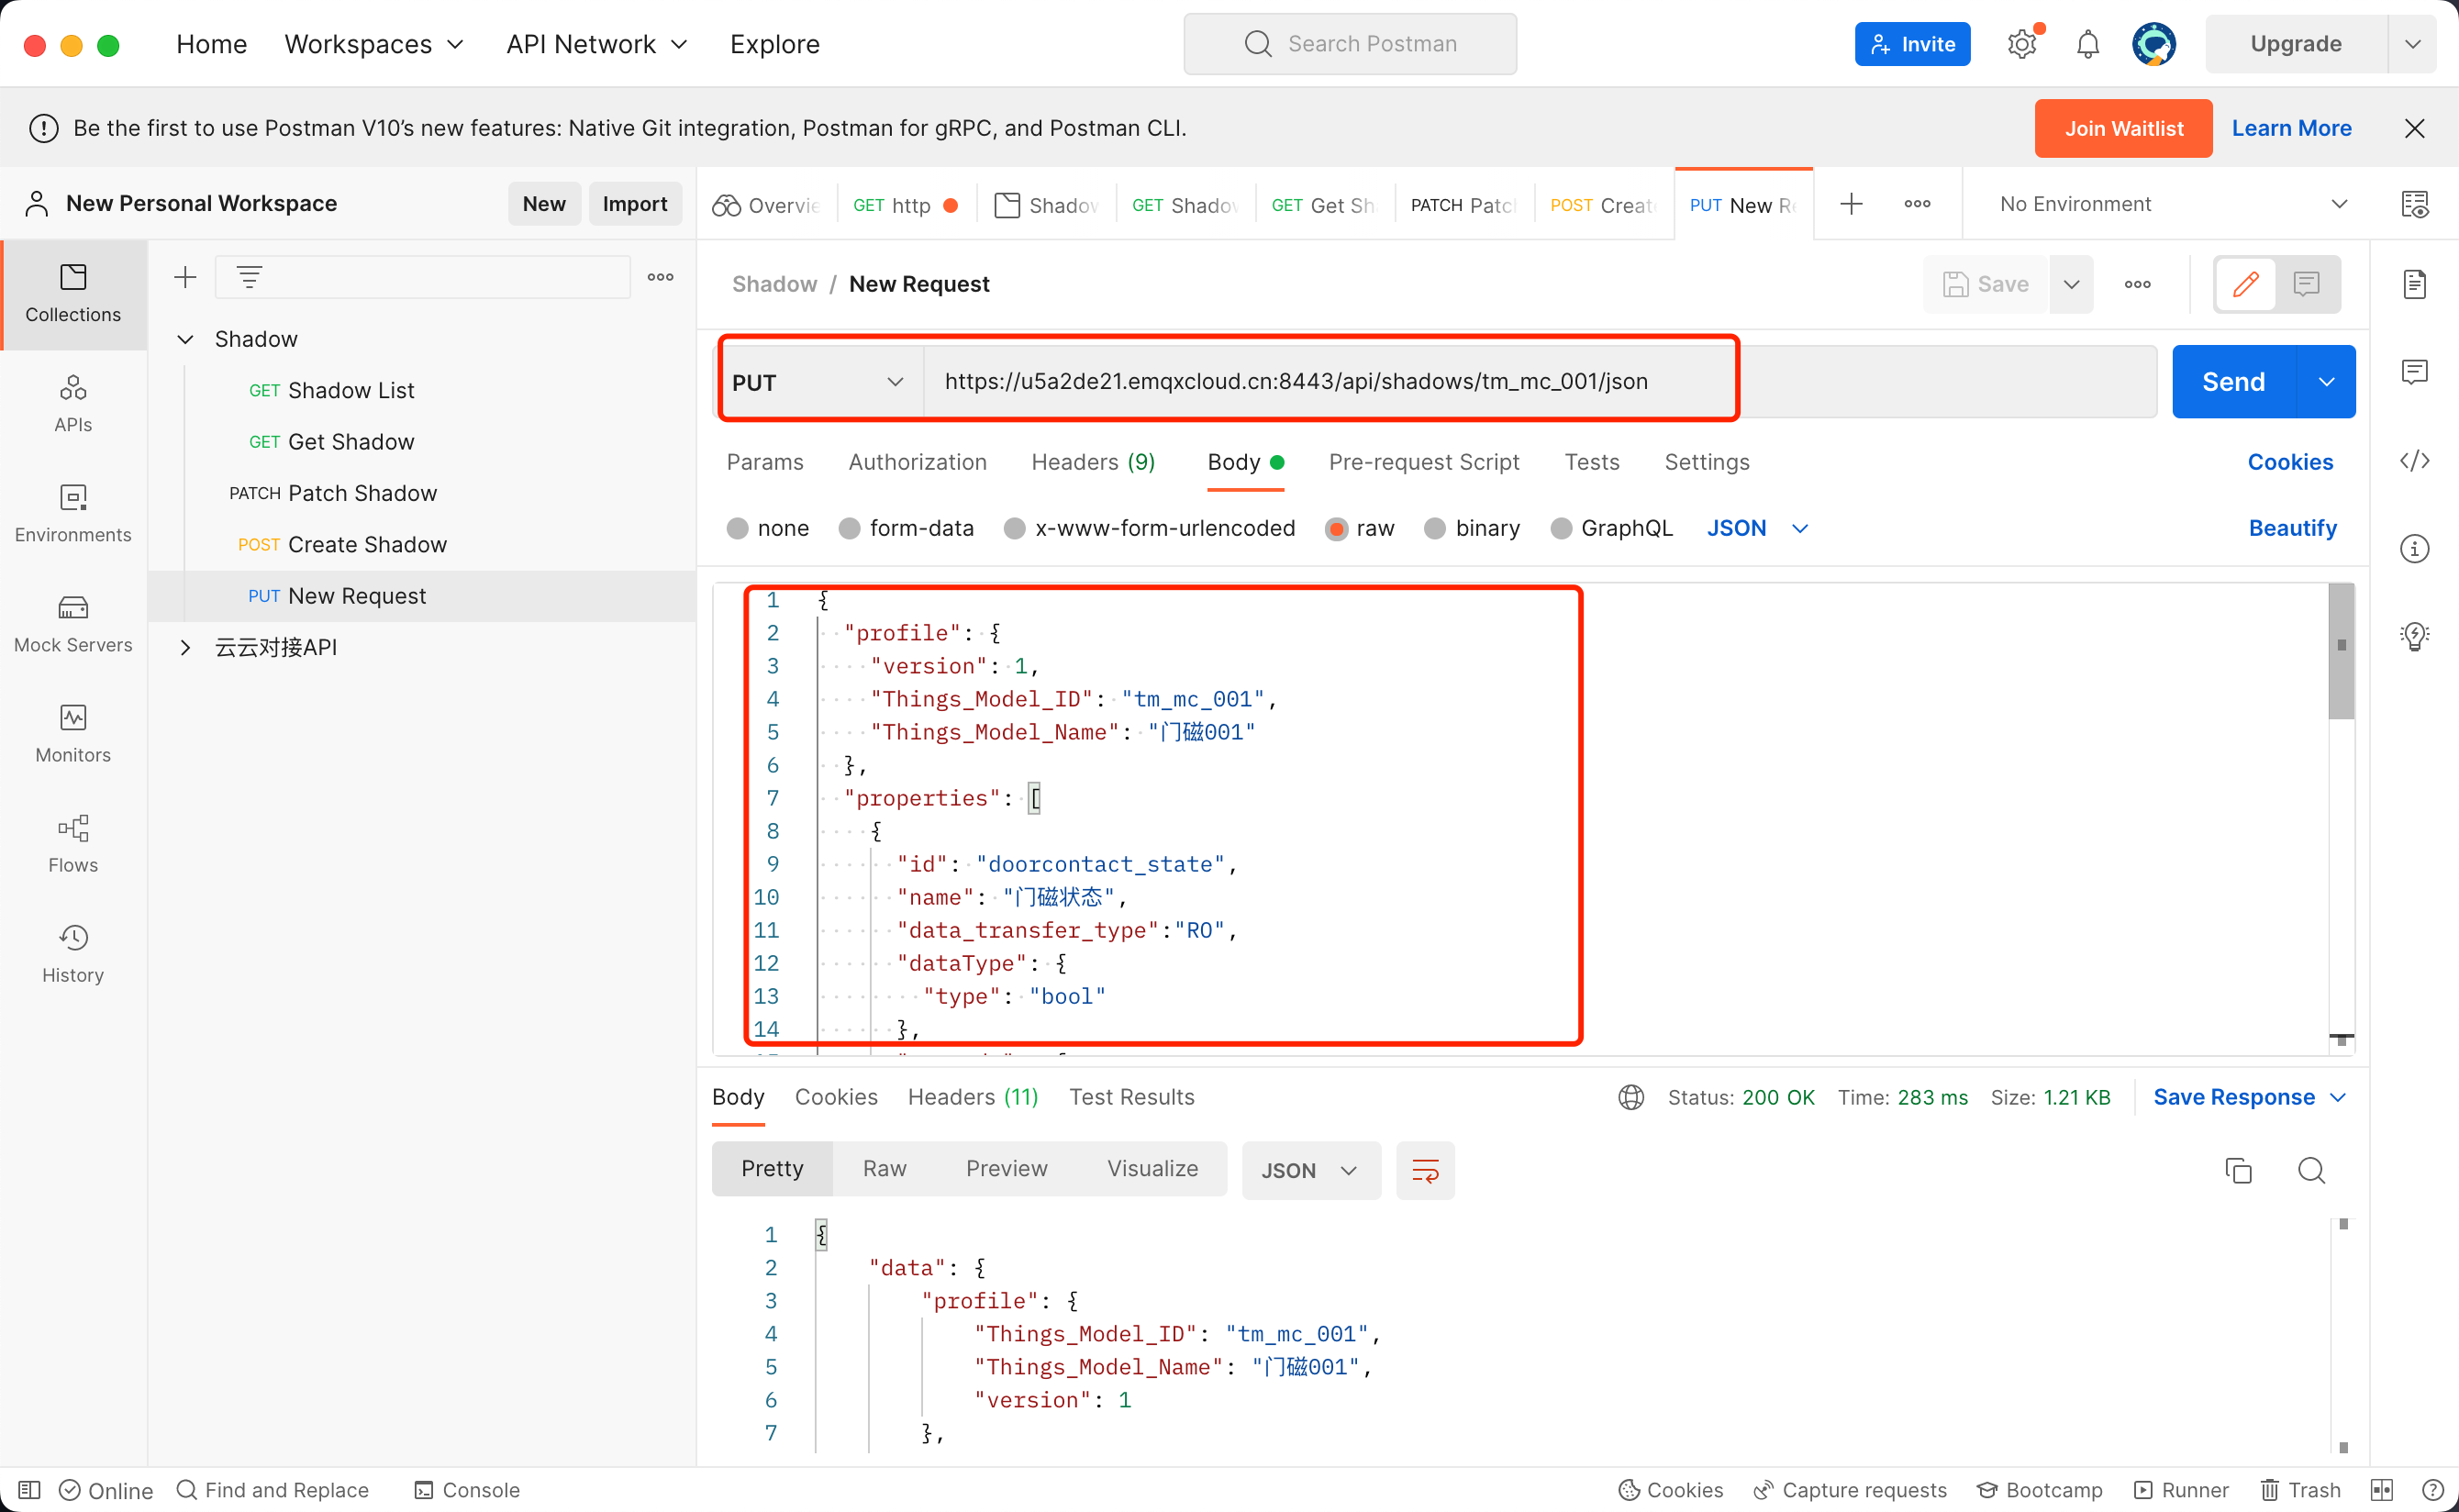 Home Workspaces API Network Explore Search Postman Invite Upgrade
Be the first to use Postman V10’s new features: Native Git integration, Postman for gRPC, and Postman CLI. Join Waitlist Learn More
New Personal Workspace New Import
Overvie GET http Shadow GET Shadov GET Get Sh PATCH Patc POST Creat PUT New R No Environment
Collections
APIs
Environments
Mock Servers
Monitors
Flows
History
Shadow
GET Shadow List
GET Get Shadow
PATCH Patch Shadow
POST Create Shadow
PUT New Request
云云对接API
Shadow / New Request Save
PUT https://u5a2de21.emqxcloud.cn:8443/api/shadows/tm_mc_001/json Send
Params Authorization Headers (9) Body Pre-request Script Tests Settings Cookies
none form-data x-www-form-urlencoded raw binary GraphQL JSON Beautify
1 {
2 "profile": {
3 "version": 1,
4 "Things_Model_ID": "tm_mc_001",
5 "Things_Model_Name": "门磁001"
6 },
7 "properties": [
8 {
9 "id": "doorcontact_state",
10 "name": "门磁状态",
11 "data_transfer_type":"RO",
12 "dataType": {
13 "type": "bool"
14 },
Body Cookies Headers (11) Test Results Status: 200 OK Time: 283 ms Size: 1.21 KB Save Response
Pretty Raw Preview Visualize JSON
1 {
2 "data": {
3 "profile": {
4 "Things_Model_ID": "tm_mc_001",
5 "Things_Model_Name": "门磁001",
6 "version": 1
7 },
Online Find and Replace Console Cookies Capture requests Bootcamp Runner Trash